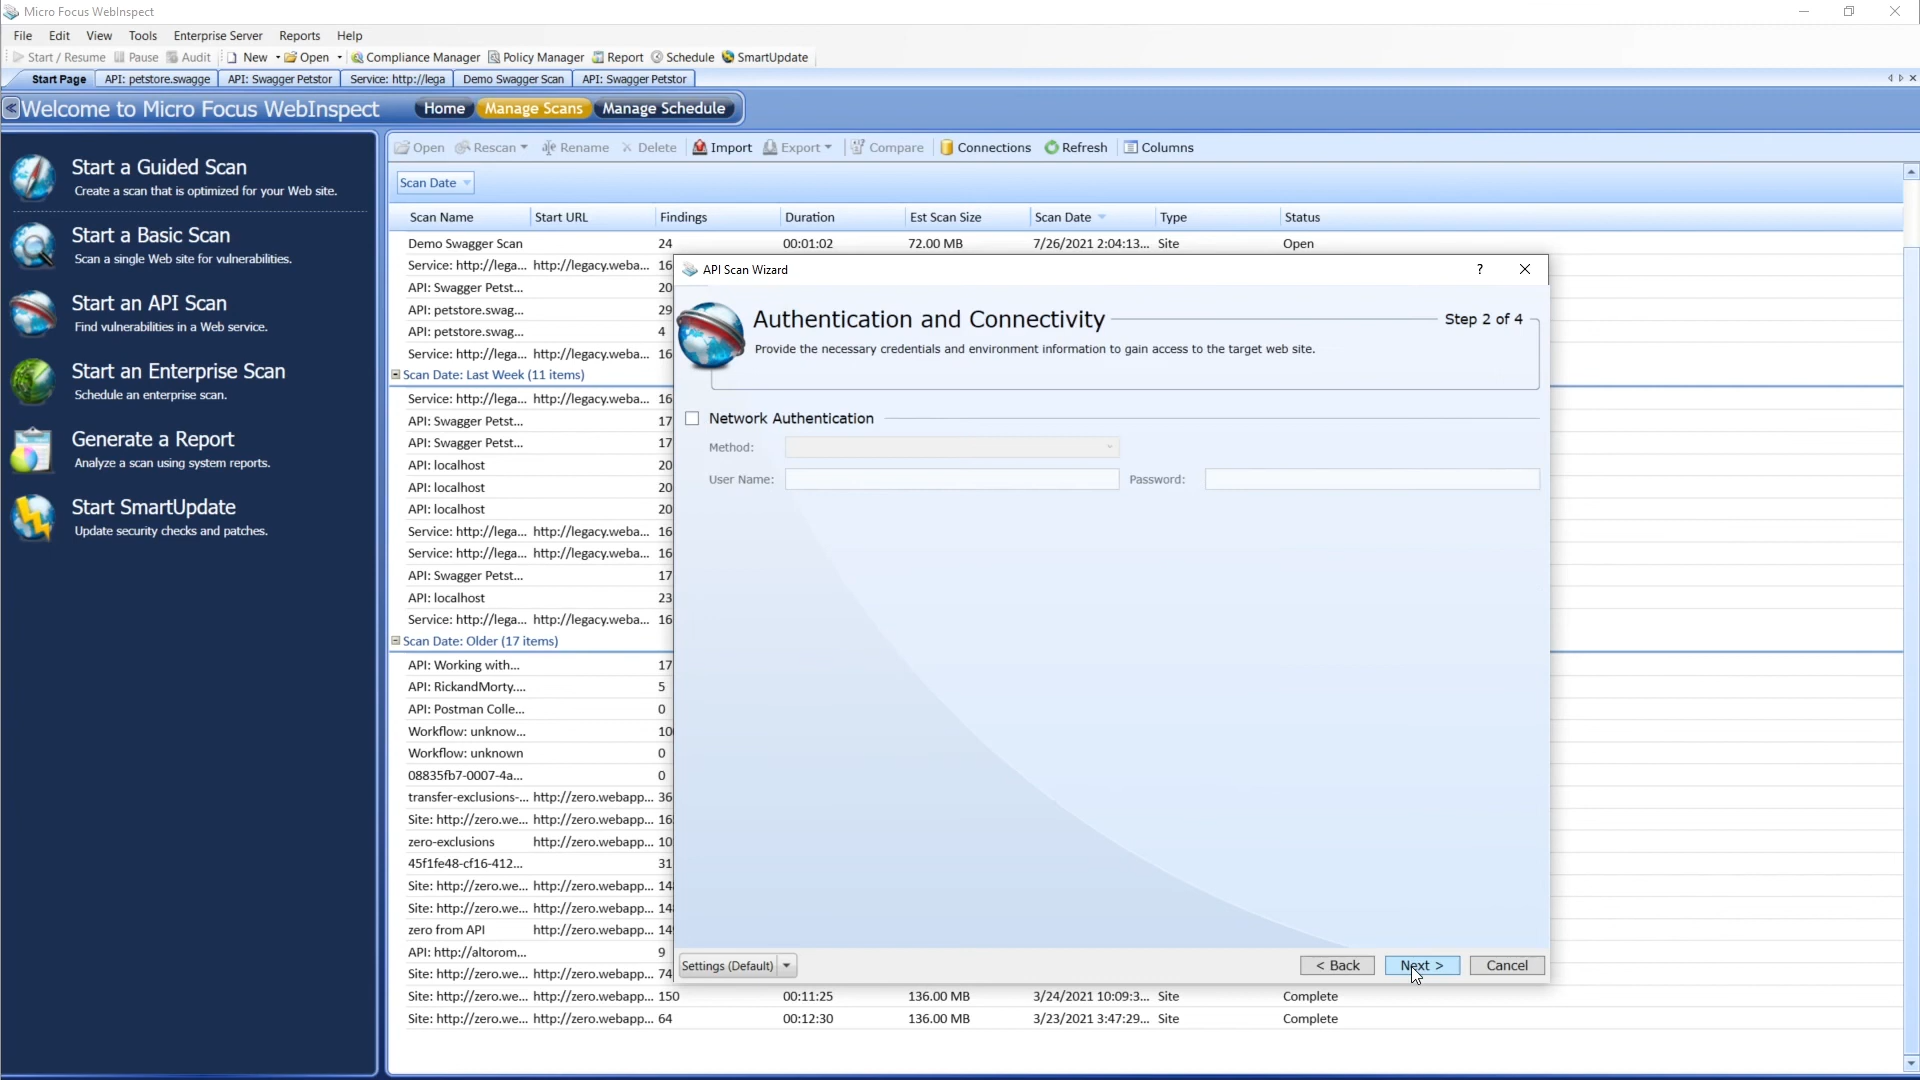 Micro Focus WebInspect
File Edit View Tools Enterprise Server Reports Help
Start / Resume Pause Audit New Open Compliance Manager Policy Manager Report Schedule SmartUpdate
Start Page API: petstore.swagge API: Swagger Petstor Service: http://lega Demo Swagger Scan API: Swagger Petstor
Welcome to Micro Focus WebInspect Home Manage Scans Manage Schedule
Start a Guided Scan
Create a scan that is optimized for your Web site.
Start a Basic Scan
Scan a single Web site for vulnerabilities.
Start an API Scan
Find vulnerabilities in a Web service.
Start an Enterprise Scan
Schedule an enterprise scan.
Generate a Report
Analyze a scan using system reports.
Start SmartUpdate
Update security checks and patches.
Open Rescan Rename Delete Import Export Compare Connections Refresh Columns
Scan Date
Scan Name Start URL Findings Duration Est Scan Size Scan Date Type Status
Demo Swagger Scan 24 00:01:02 72.00 MB 7/26/2021 2:04:13... Site Open
Service: http://lega... http://legacy.weba... 16
API: Swagger Petst... 20
API: petstore.swag... 29
API: petstore.swag... 4
Service: http://lega... http://legacy.weba... 16
Scan Date: Last Week (11 items)
Service: http://lega... http://legacy.weba... 16
API: Swagger Petst... 17
API: Swagger Petst... 17
API: localhost 20
API: localhost 20
API: localhost 20
Service: http://lega... http://legacy.weba... 16
Service: http://lega... http://legacy.weba... 16
API: Swagger Petst... 17
API: localhost 23
Service: http://lega... http://legacy.weba... 16
Scan Date: Older (17 items)
API: Working with... 17
API: RickandMorty.... 5
API: Postman Colle... 0
Workflow: unknow... 10
Workflow: unknown 0
08835fb7-0007-4a... 0
transfer-exclusions-... http://zero.webapp... 36
Site: http://zero.we... http://zero.webapp... 16
zero-exclusions http://zero.webapp... 10
45f1fe48-cf16-412... 31
Site: http://zero.we... http://zero.webapp... 14
Site: http://zero.we... http://zero.webapp... 14
zero from API http://zero.webapp... 14
API: http://altorom... 9
Site: http://zero.we... http://zero.webapp... 74
Site: http://zero.we... http://zero.webapp... 150 00:11:25 136.00 MB 3/24/2021 10:09:3... Site Complete
Site: http://zero.we... http://zero.webapp... 64 00:12:30 136.00 MB 3/23/2021 3:47:29... Site Complete
API Scan Wizard ?
Authentication and Connectivity Step 2 of 4
Provide the necessary credentials and environment information to gain access to the target web site.
Network Authentication
Method:
User Name: Password:
Settings (Default) < Back Next > Cancel